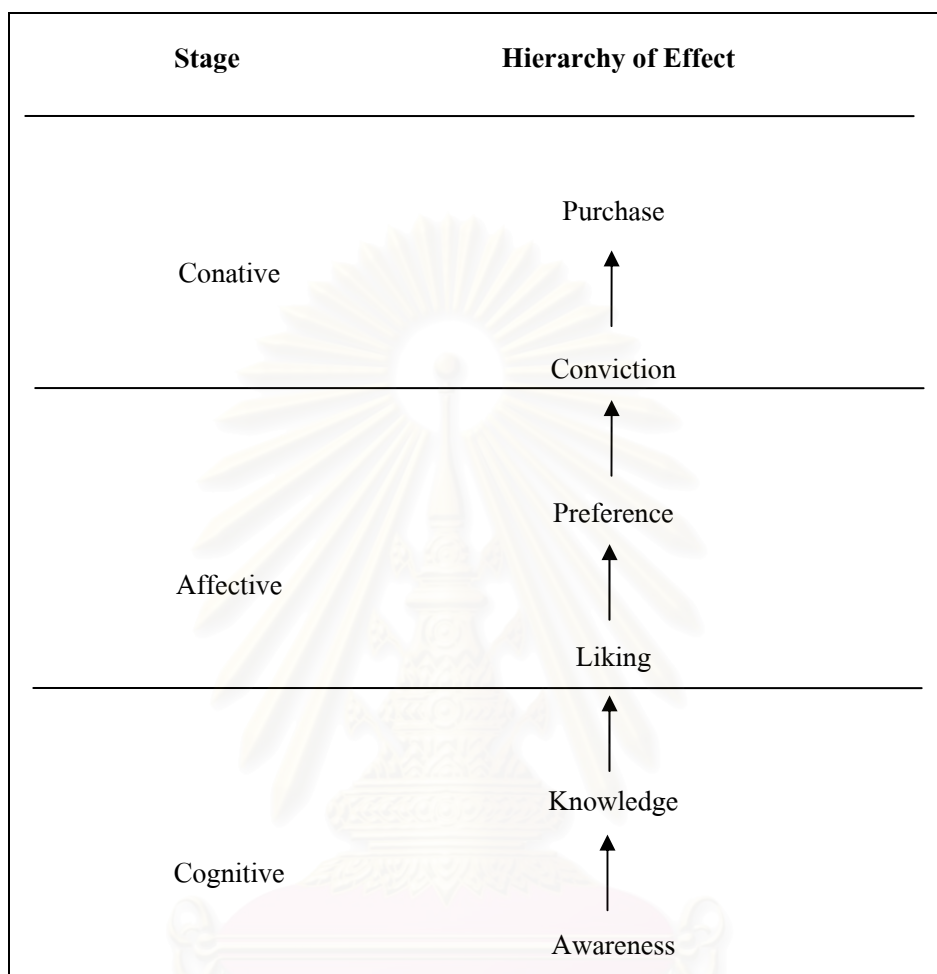 Stage Hierarchy of Effect
Purchase
Conative
Conviction
Preference
Affective
Liking
Knowledge
Cognitive
Awareness